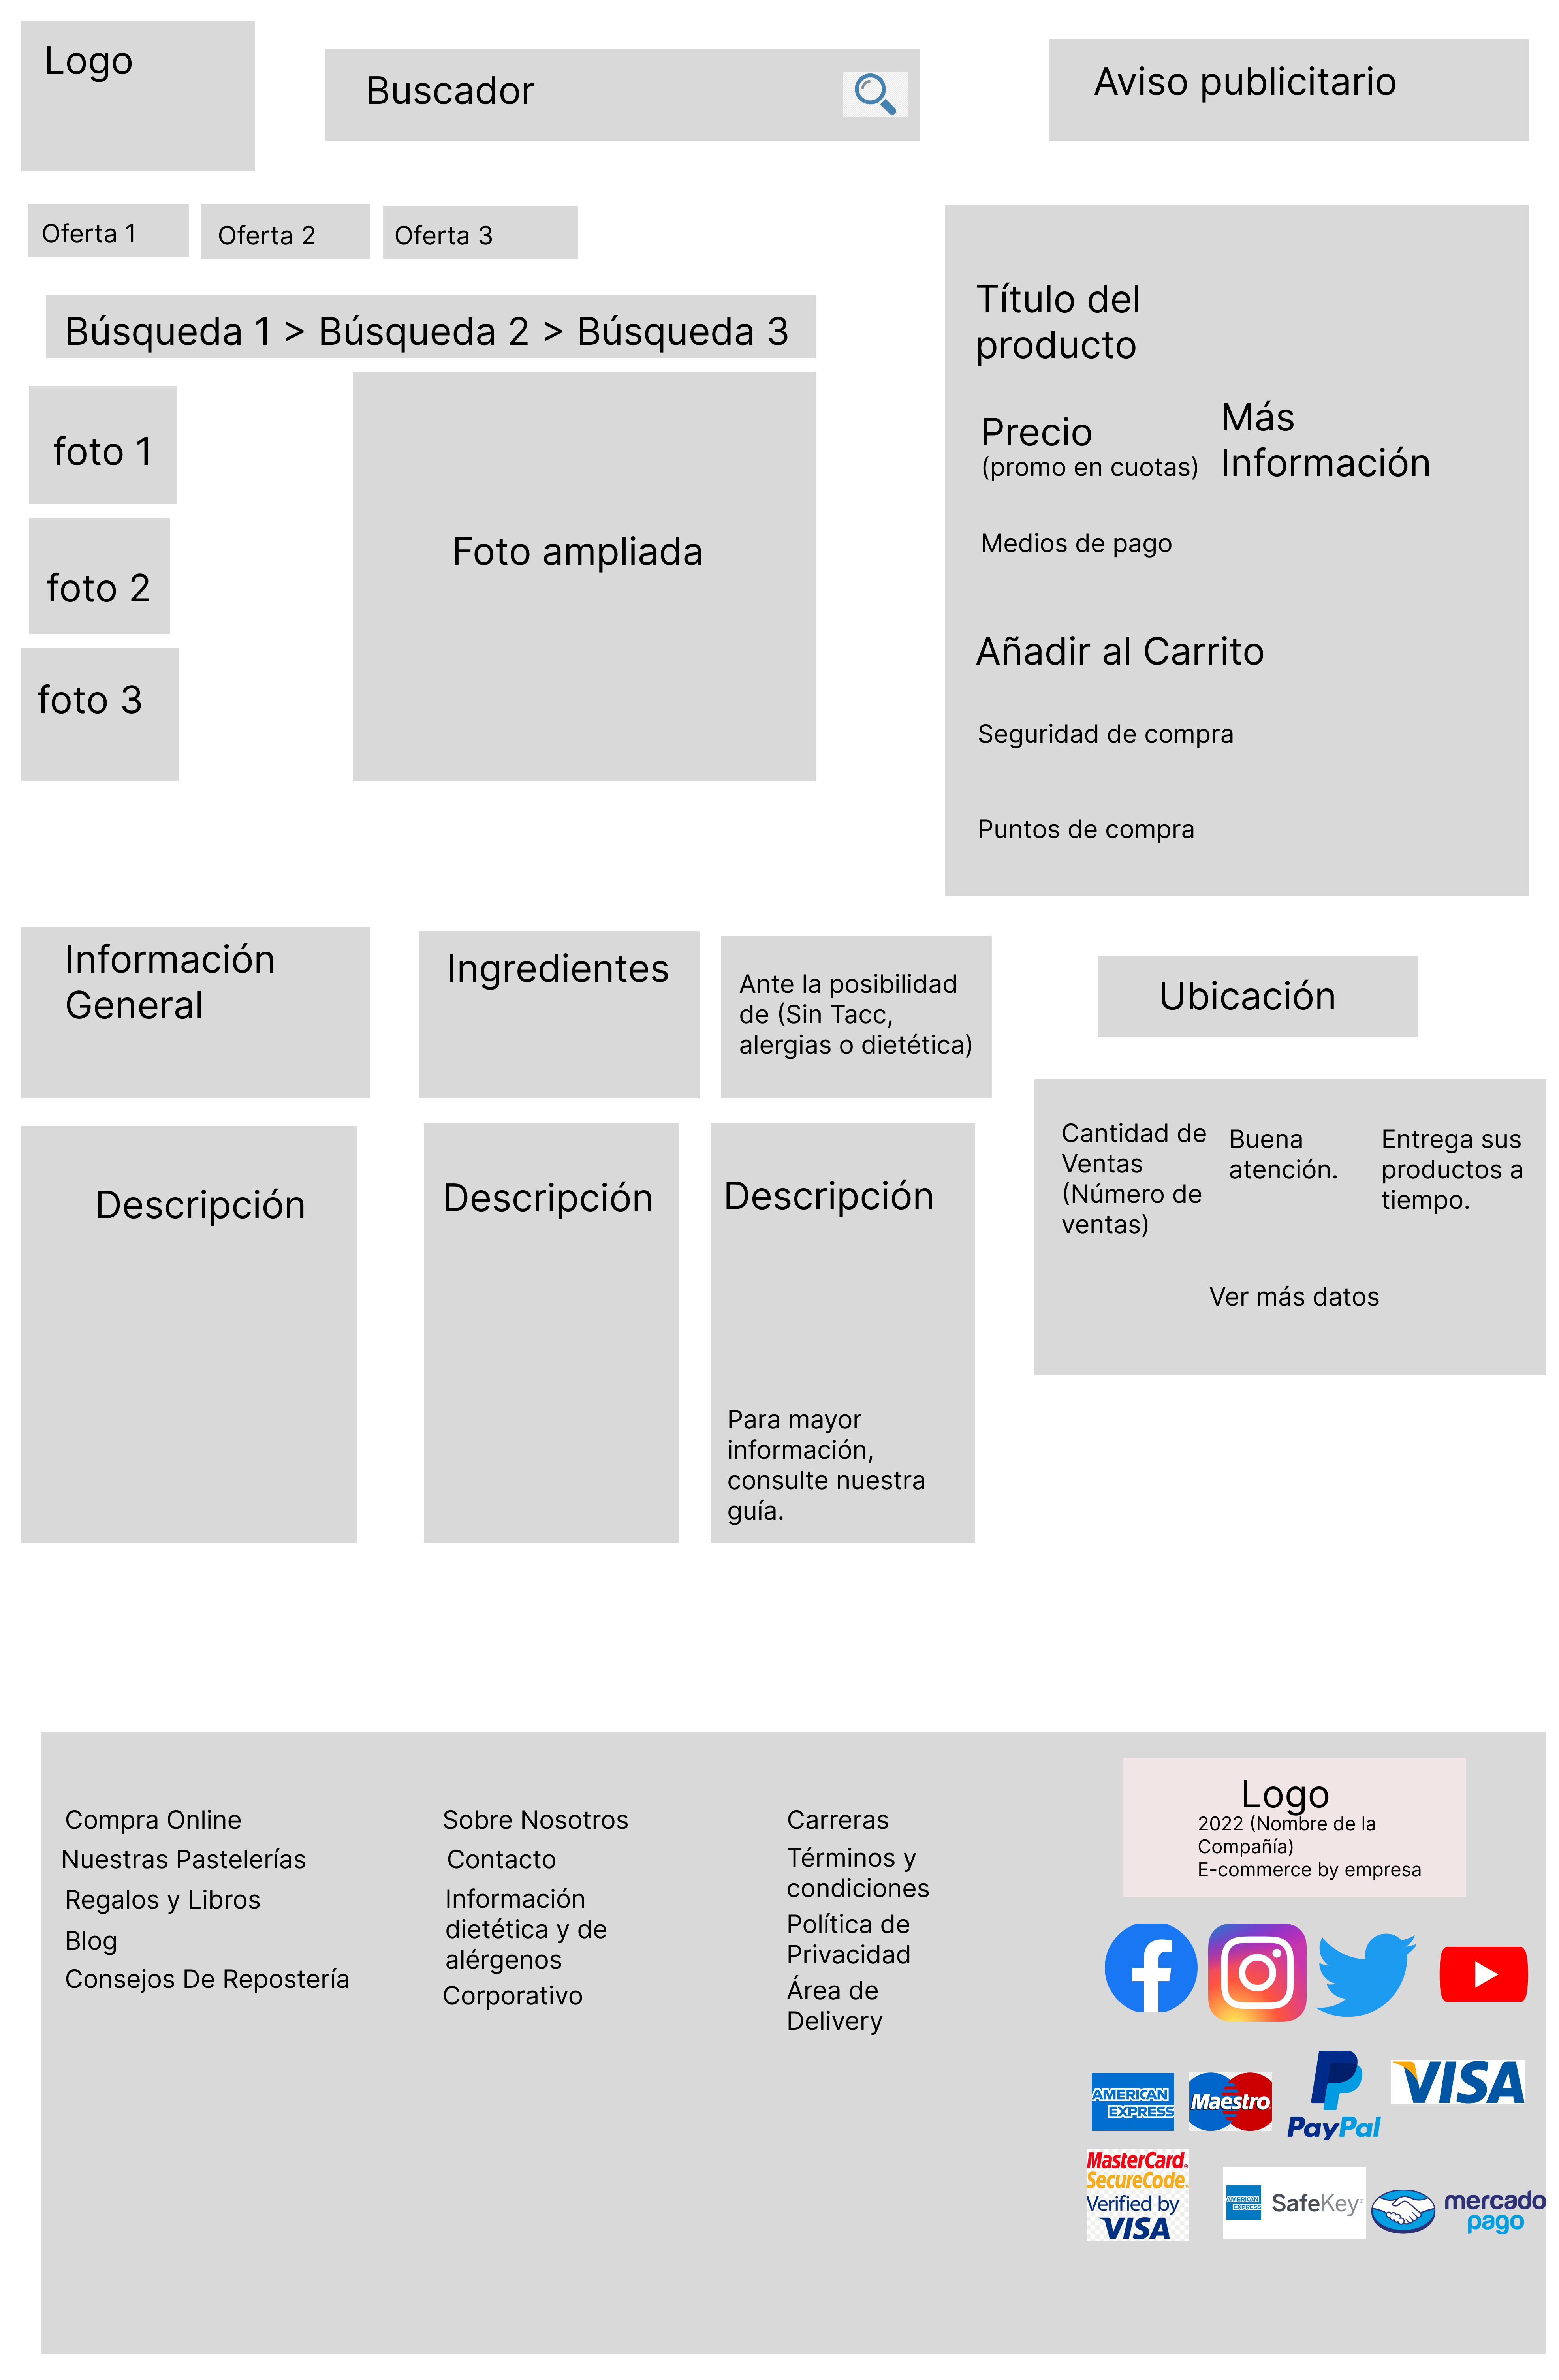 Logo
Buscador
Aviso publicitario
Oferta 1
Oferta 2
Oferta 3
Búsqueda 1 > Búsqueda 2 > Búsqueda 3
foto 1
foto 2
foto 3
Foto ampliada
Título del
producto
Precio
(promo en cuotas)
Más
Información
Medios de pago
Añadir al Carrito
Seguridad de compra
Puntos de compra
Información
General
Ingredientes
Ante la posibilidad
de (Sin Tacc,
alergias o dietética)
Ubicación
Descripción
Descripción
Descripción
Para mayor
información,
consulte nuestra
guía.
Cantidad de
Ventas
(Número de
ventas)
Buena
atención.
Entrega sus
productos a
tiempo.
Ver más datos
Compra Online
Nuestras Pastelerías
Regalos y Libros
Blog
Consejos De Repostería
Sobre Nosotros
Contacto
Información
dietética y de
alérgenos
Corporativo
Carreras
Términos y
condiciones
Política de
Privacidad
Área de
Delivery
Logo
2022 (Nombre de la
Compañía)
E-commerce by empresa
AMERICAN
EXPRESS
Maestro
PayPal
VISA
MasterCard.
SecureCode.
Verified by
VISA
AMERICAN
EXPRESS
SafeKey
mercado
pago